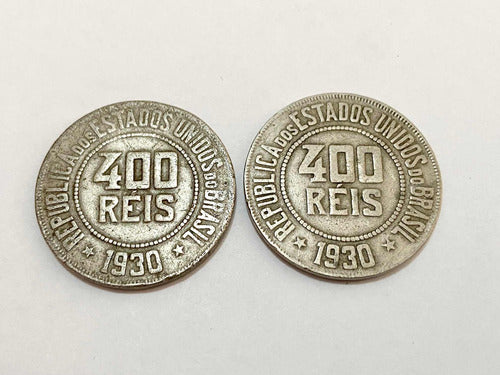 REPUBLICA DOS ESTADOS UNIDOS DO BRASIL
400
RÉIS
1930
REPUBLICA DOS ESTADOS UNIDOS DO BRASIL
400
RÉIS
1930